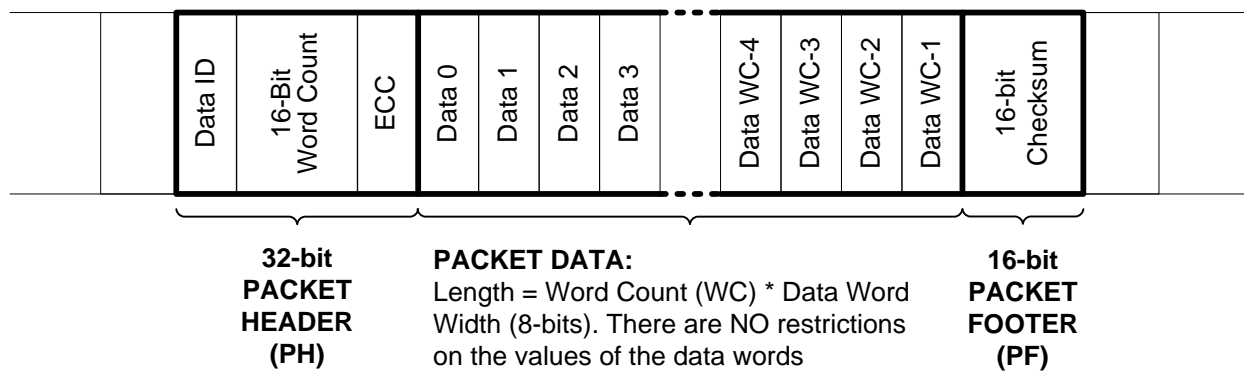 Data ID
16-Bit
Word Count
ECC
Data 0
Data 1
Data 2
Data 3
Data WC-4
Data WC-3
Data WC-2
Data WC-1
16-bit
Checksum
32-bit
PACKET
HEADER
(PH)
PACKET DATA:
Length = Word Count (WC) * Data Word
Width (8-bits). There are NO restrictions
on the values of the data words
16-bit
PACKET
FOOTER
(PF)